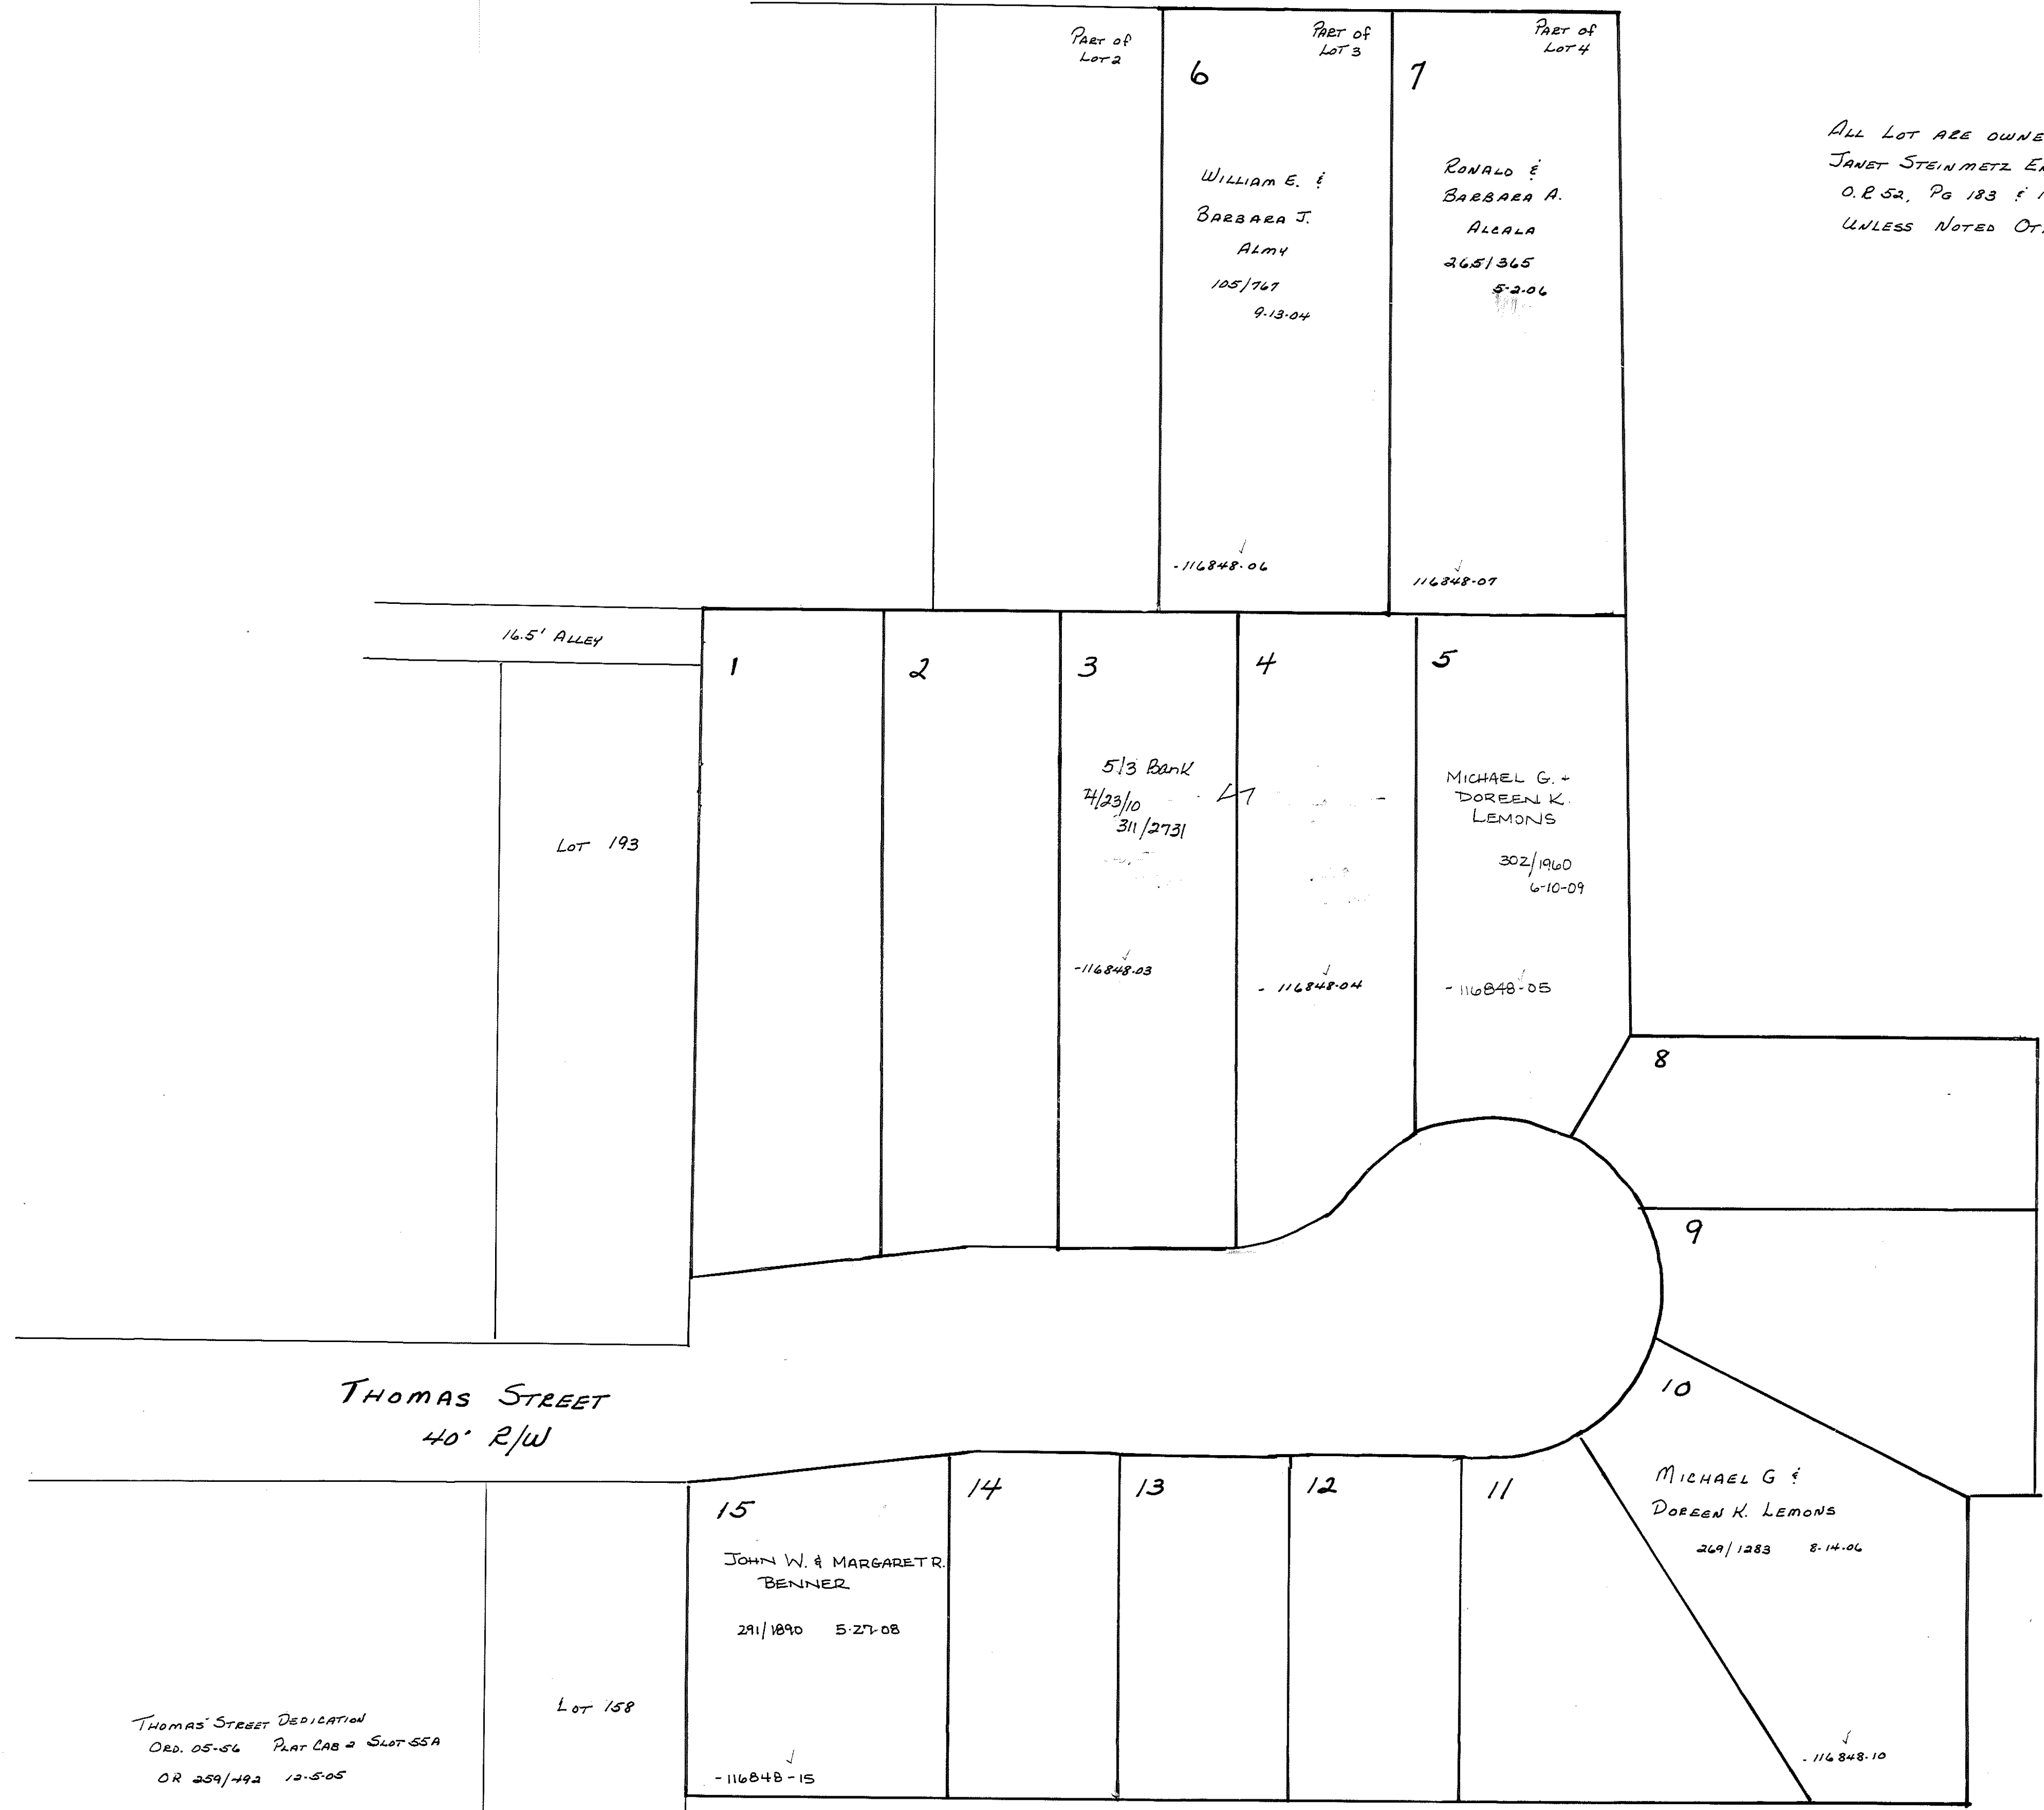 PART OF
LOT 2
PART OF
LOT 3
PART OF
LOT 4
6
7
WILLIAM E. &
BARBARA J.
ALMY
105/767
9-13-04
RONALD &
BARBARA A.
ALCALA
265/365
5-2-06
ALL LOT ARE OWNE
JANET STEINMETZ
O.R 52, PG 183 & 1
UNLESS NOTED OT
-116848-06
116848-07
16.5' ALLEY
1
2
3
4
5
LOT 193
5/3 Bank
4/23/10
311/2731
MICHAEL G. +
DOREEN K.
LEMONS
302/1960
6-10-09
-116848-03
- 116848-04
- 116848-05
8
9
10
THOMAS STREET
40' R/W
15
14
13
12
11
JOHN W. & MARGARET R.
BENNER
291/1890 5-27-08
MICHAEL G &
DOREEN K. LEMONS
269/1283 8-14-06
LOT 158
THOMAS STREET DEDICATION
ORD. 05-56 PLAT CAB 2 SLOT 55A
OR 259/492 12-5-05
-116848-15
-116848-10